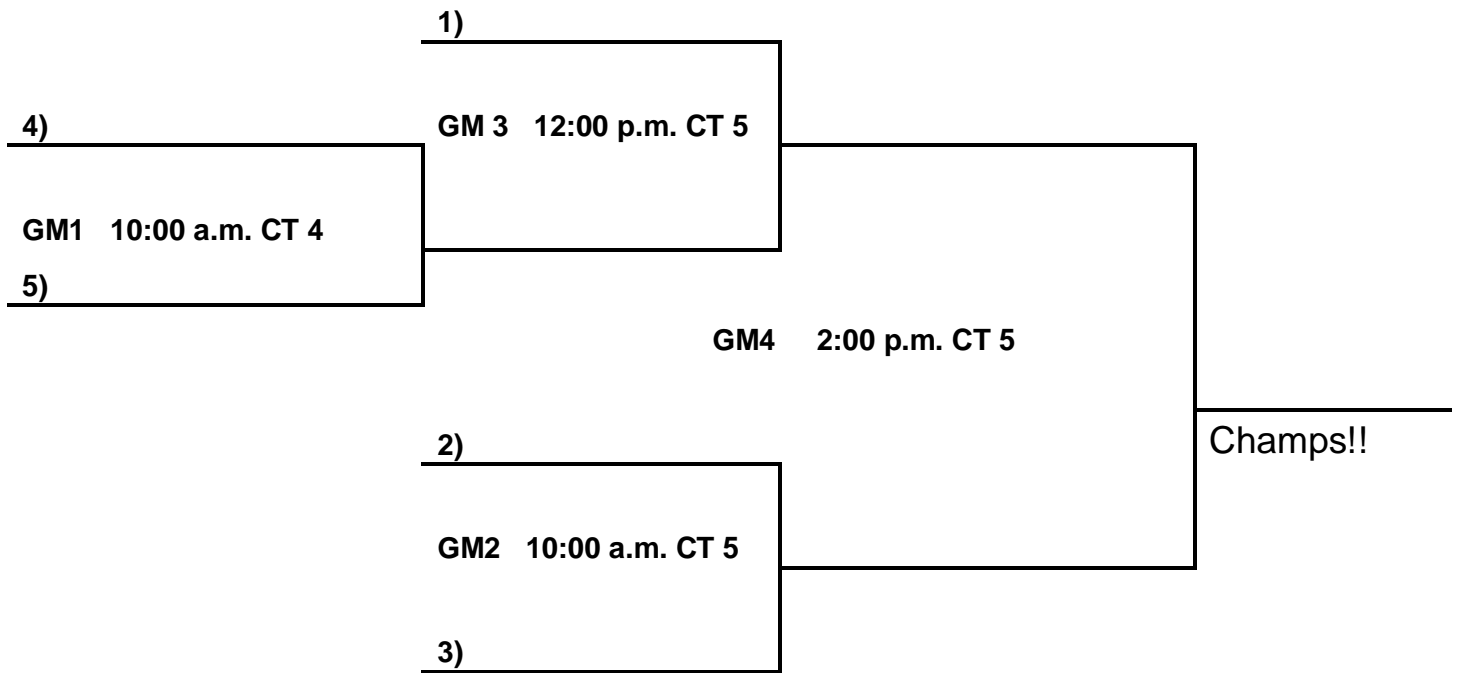 1)
4)
GM 3 12:00 p.m. CT 5
GM1 10:00 a.m. CT 4
5)
GM4 2:00 p.m. CT 5
2)
Champs!!
GM2 10:00 a.m. CT 5
3)